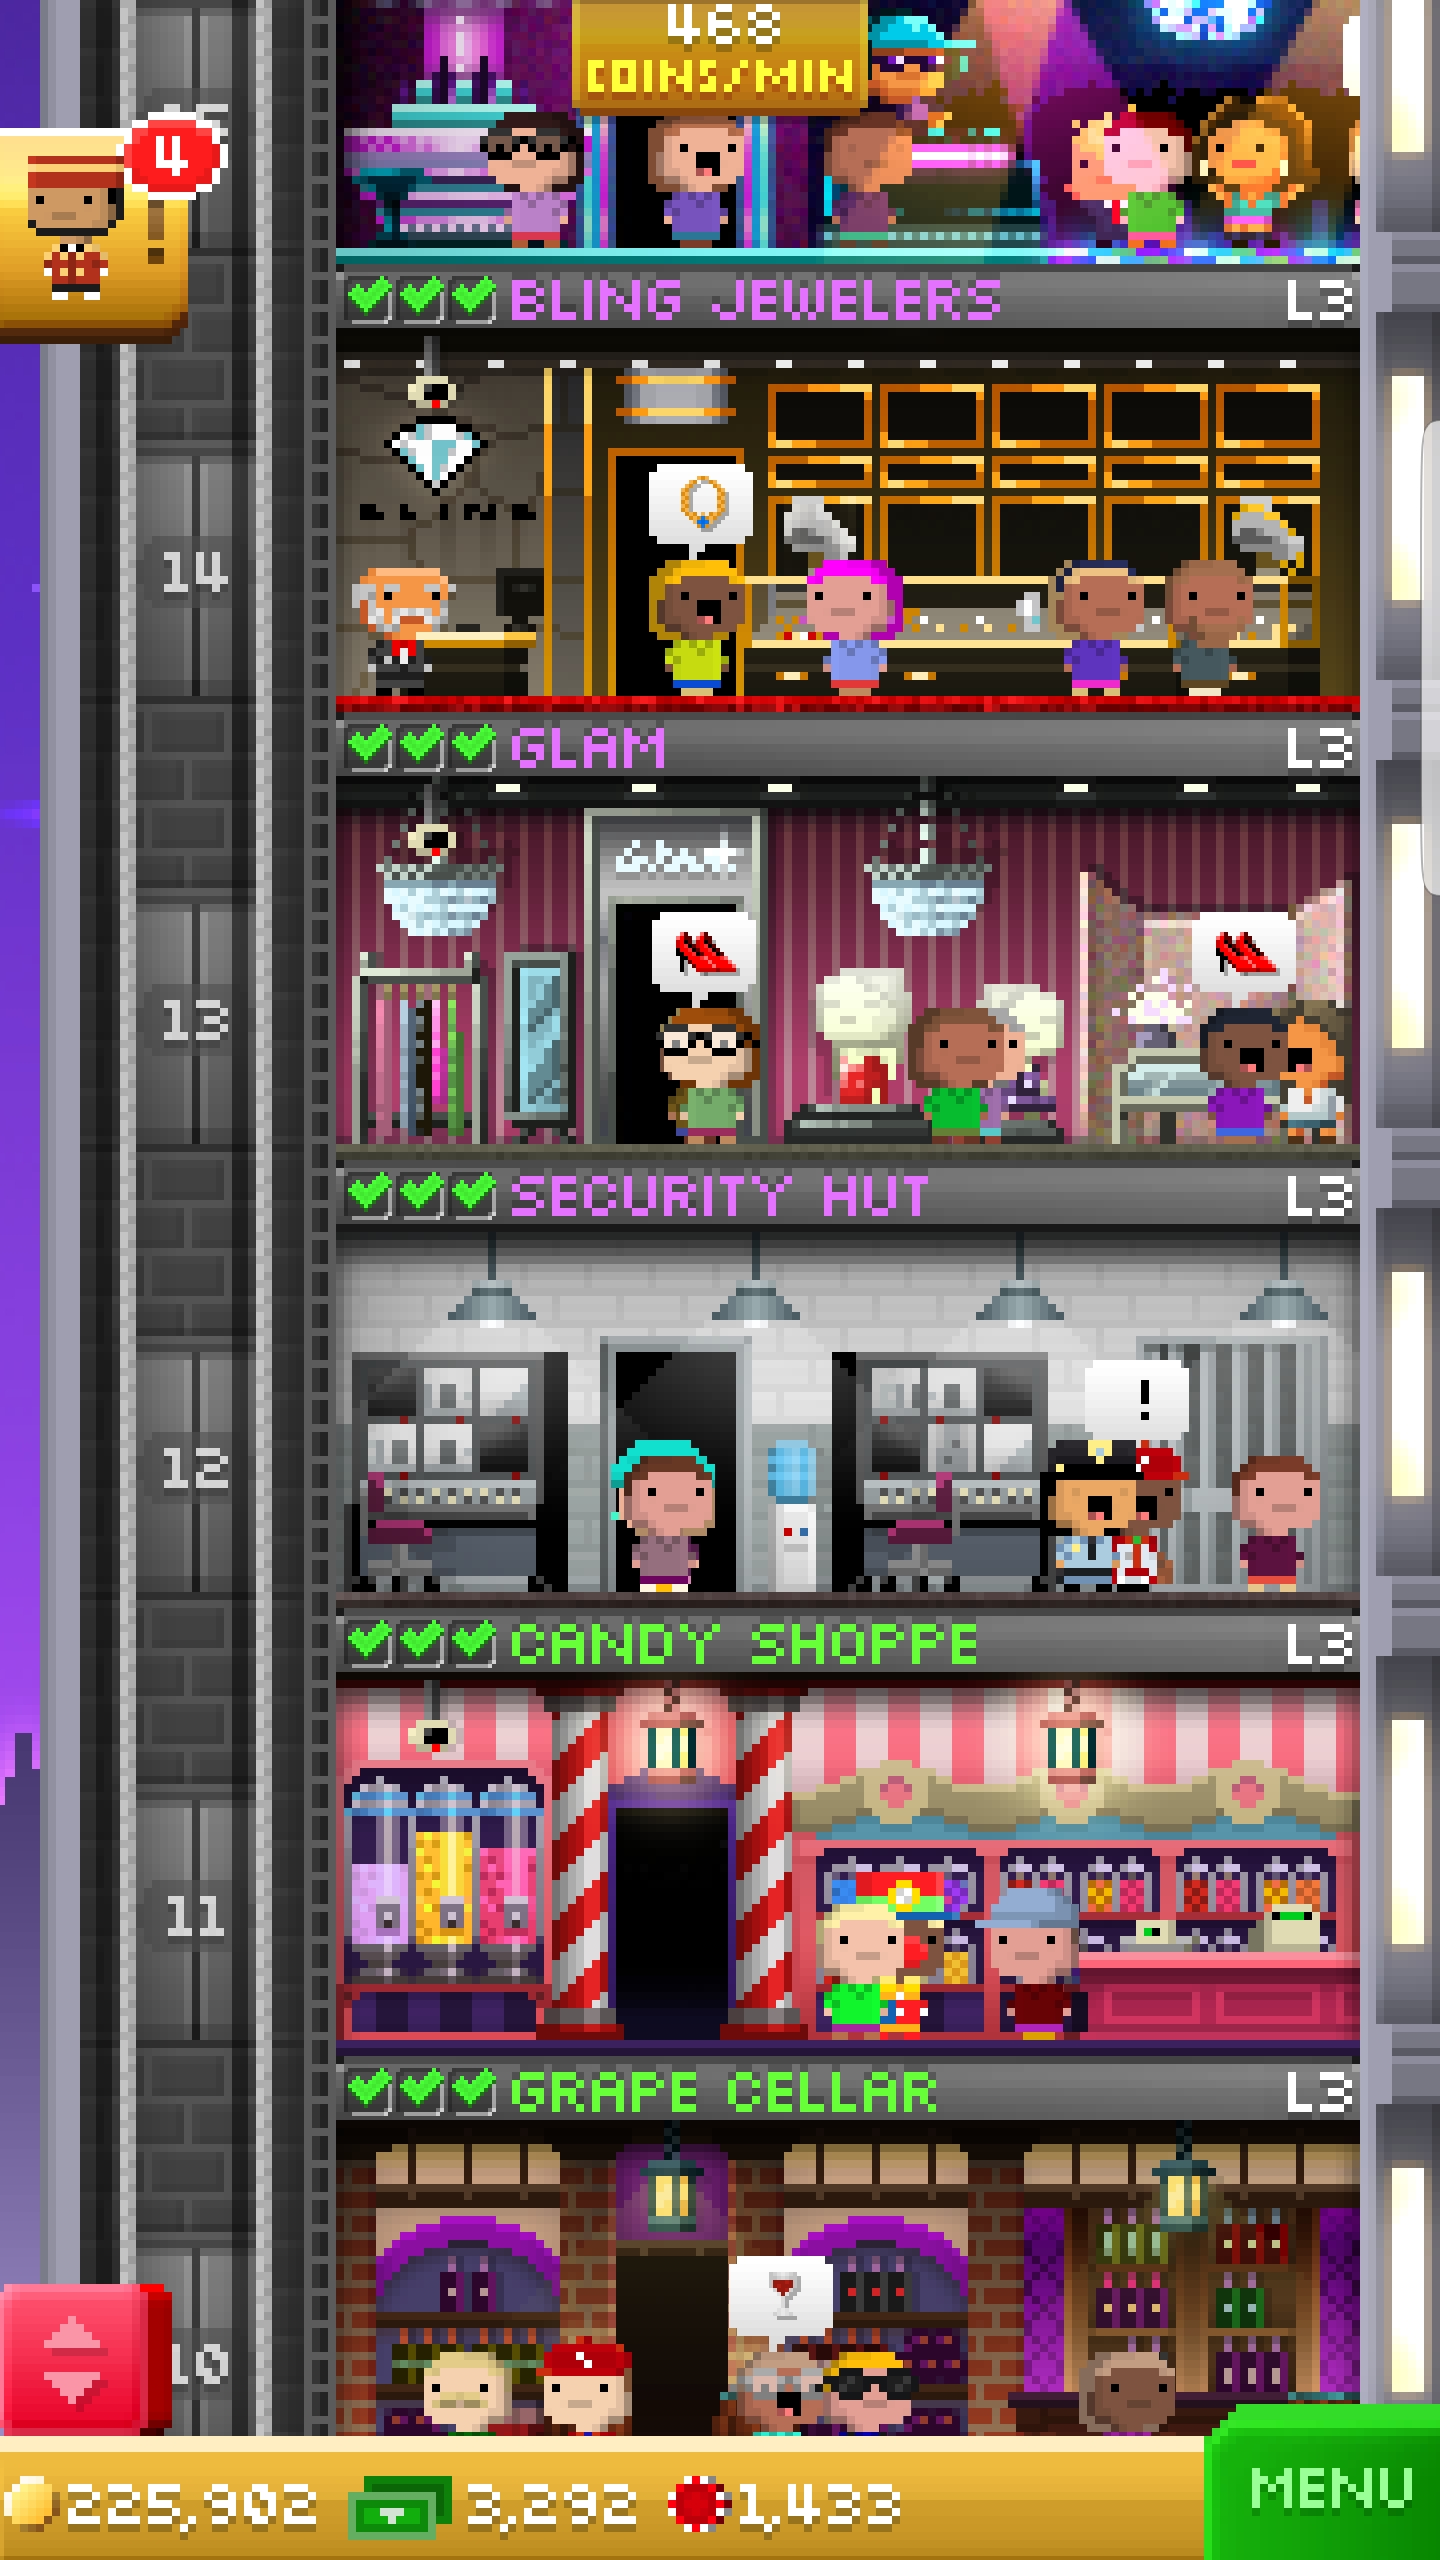 468
COINS/MIN
4
BLING JEWELERS L3
BLING
14
GLAM L3
Glam
13
SECURITY HUT L3
!
12
CANDY SHOPPE L3
11
GRAPE CELLAR L3
10
225,902 3,292 1,433
MENU